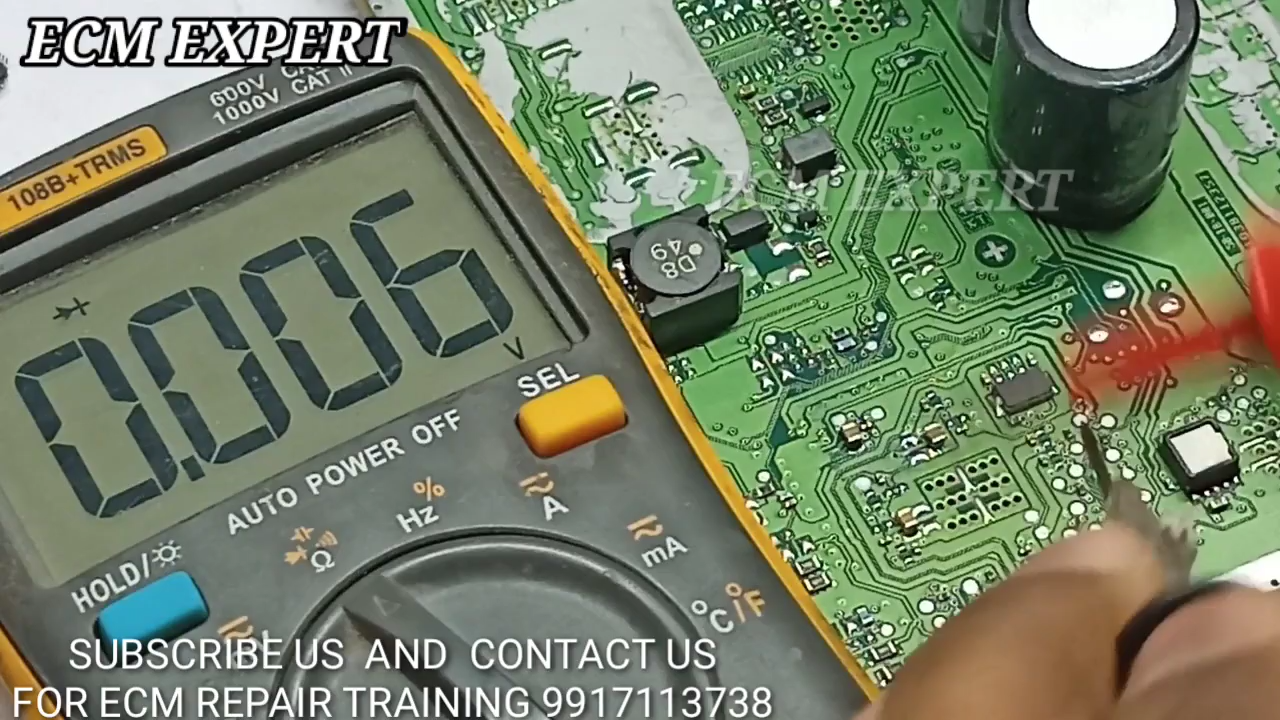 ECM EXPERT
600V CA
1000V CAT II
108B+TRMS
0.006
V
SEL
AUTO POWER OFF
HOLD/
%
Hz
A
mA
Ω
°C/°F
D8
49
ECM EXPERT
SUBSCRIBE US AND CONTACT US
FOR ECM REPAIR TRAINING 9917113738